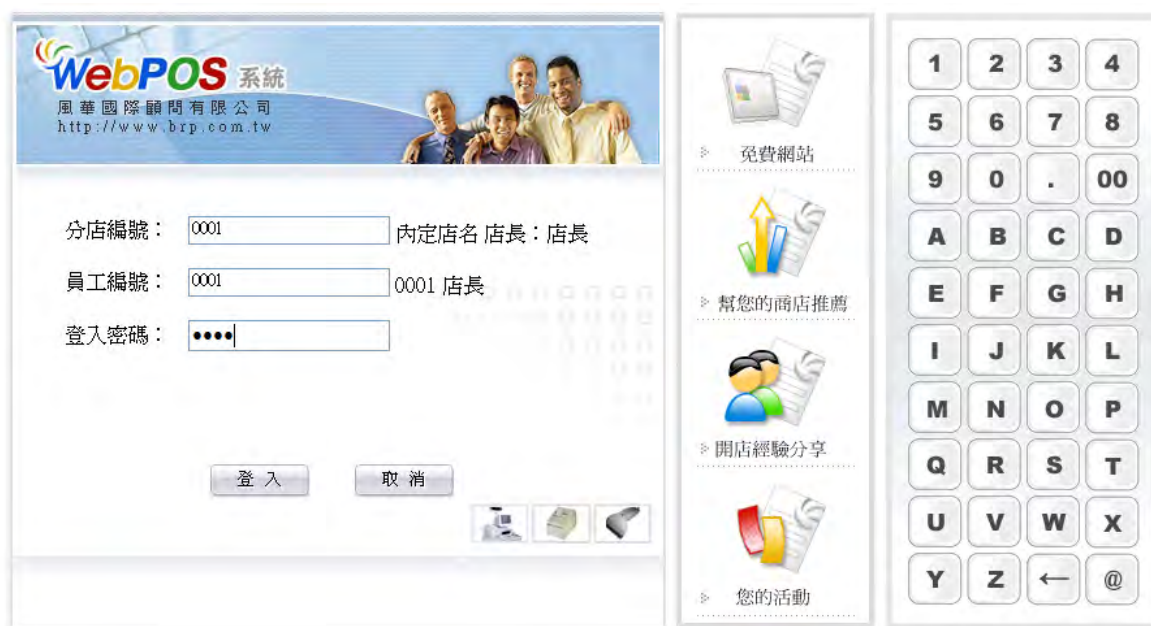 WebPOS 系統
風華國際顧問有限公司
http://www.brp.com.tw
分店編號： 0001 內定店名 店長：店長
員工編號： 0001 0001 店長
登入密碼： ••••
登 入 取 消
免費網站
幫您的商店推薦
開店經驗分享
您的活動
1 2 3 4
5 6 7 8
9 0 . 00
A B C D
E F G H
I J K L
M N O P
Q R S T
U V W X
Y Z ← @